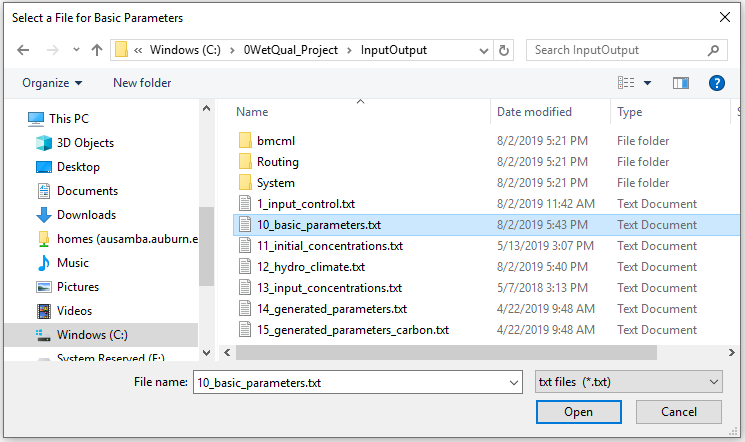 Select a File for Basic Parameters
« Windows (C:) › 0WetQual_Project › InputOutput
Search InputOutput
Organize
New folder
?
This PC
3D Objects
Desktop
Documents
Downloads
homes (ausamba.auburn.e
Music
Pictures
Videos
Windows (C:)
System Reserved (E:)
Name Date modified Type S
bmcml 8/2/2019 5:21 PM File folder
Routing 8/2/2019 5:21 PM File folder
System 8/2/2019 5:21 PM File folder
1_input_control.txt 8/2/2019 11:42 AM Text Document
10_basic_parameters.txt 8/2/2019 5:43 PM Text Document
11_initial_concentrations.txt 5/13/2019 3:07 PM Text Document
12_hydro_climate.txt 8/2/2019 5:40 PM Text Document
13_input_concentrations.txt 5/7/2018 3:13 PM Text Document
14_generated_parameters.txt 4/22/2019 9:48 AM Text Document
15_generated_parameters_carbon.txt 4/22/2019 9:48 AM Text Document
File name: 10_basic_parameters.txt
txt files (*.txt)
Open
Cancel